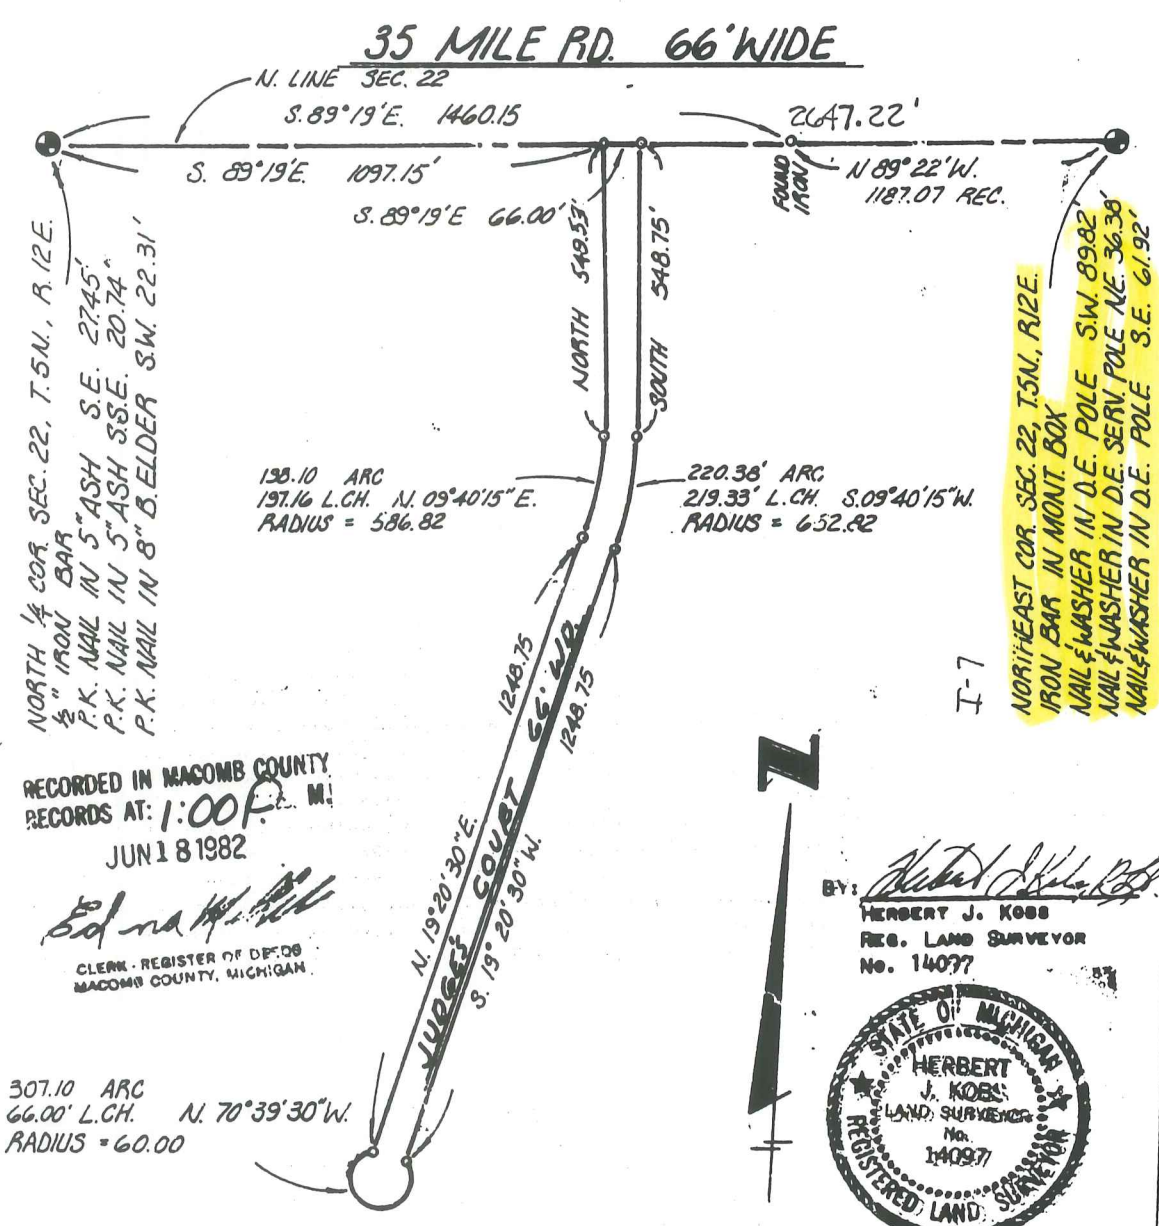 35 MILE RD. 66' WIDE
N. LINE SEC. 22
S. 89°19'E. 1460.15
2647.22'
S. 89°19'E. 1097.15'
FOUND
IRON
N 89°22'W.
1187.07 REC.
S. 89°19'E 66.00'
NORTH 548.53'
SOUTH 548.75'
NORTH 1/4 COR. SEC. 22, T.5N., R.12E.
1/2" IRON BAR
P.K. NAIL IN 5" ASH S.E. 27.45'
P.K. NAIL IN 5" ASH S.S.E. 20.74"
P.K. NAIL IN 8" B.ELDER S.W. 22.31'
NORTHEAST COR. SEC. 22, T.5N., R12E.
IRON BAR IN MONT. BOX
NAIL & WASHER IN D.E. POLE S.W. 89.82'
NAIL & WASHER IN D.E. SERV. POLE N.E. 36.38'
NAIL & WASHER IN D.E. POLE S.E. 61.92'
I-7
198.10 ARC
197.16 L.CH. N. 09°40'15"E.
RADIUS = 586.82
220.38' ARC
219.33' L.CH. S.09°40'15"W.
RADIUS = 652.82
1248.75
1248.75
JUDGES COURT 66' WD.
N. 19°20'30"E.
S. 19°20'30"W.
RECORDED IN MACOMB COUNTY
RECORDS AT: 1:00 P. M.
JUN 18 1982
Edna
CLERK - REGISTER OF DEEDS
MACOMB COUNTY, MICHIGAN
N
BY:
HERBERT J. KOBS
REG. LAND SURVEYOR
No. 14097
STATE OF MICHIGAN
HERBERT
J. KOBS
LAND SURVEYOR
No.
14097
REGISTERED LAND SURVEYOR
307.10 ARC
66.00' L.CH. N. 70°39'30"W.
RADIUS = 60.00